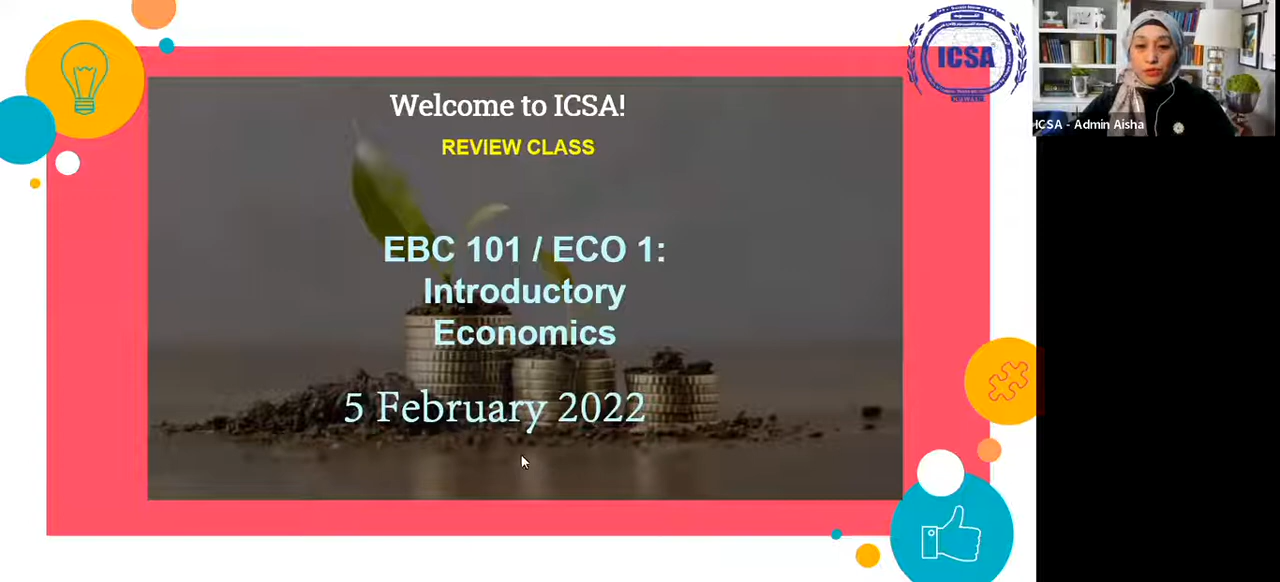 Welcome to ICSA!
REVIEW CLASS
EBC 101 / ECO 1:
Introductory
Economics
5 February 2022
ICSA
ICSA - Admin Aisha